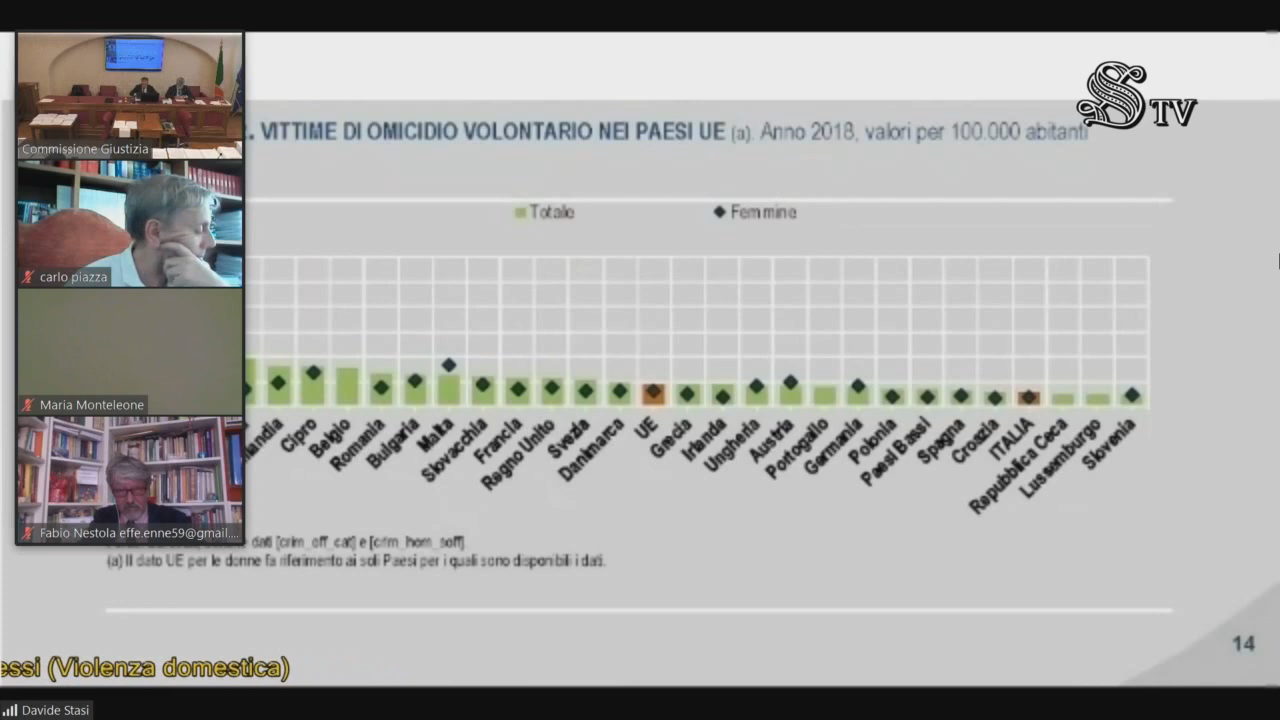 Commissione Giustizia
carlo piazza
Maria Monteleone
Fabio Nestola effe.enne59@gmail....
S TV
. VITTIME DI OMICIDIO VOLONTARIO NEI PAESI UE (a). Anno 2018, valori per 100.000 abitanti
Totale
Femmine
Cipro
Belgio
Romania
Bulgaria
Malta
Slovacchia
Francia
Regno Unito
Svezia
Danimarca
UE
Grecia
Irlanda
Ungheria
Austria
Portogallo
Germania
Polonia
Paesi Bassi
Spagna
Croazia
ITALIA
Repubblica Ceca
Lussemburgo
Slovenia
dati [crim_off_cat] e [crim_hom_soff]
(a) Il dato UE per le donne fa riferimento ai soli Paesi per i quali sono disponibili i dati.
14
essi (Violenza domestica)
Davide Stasi